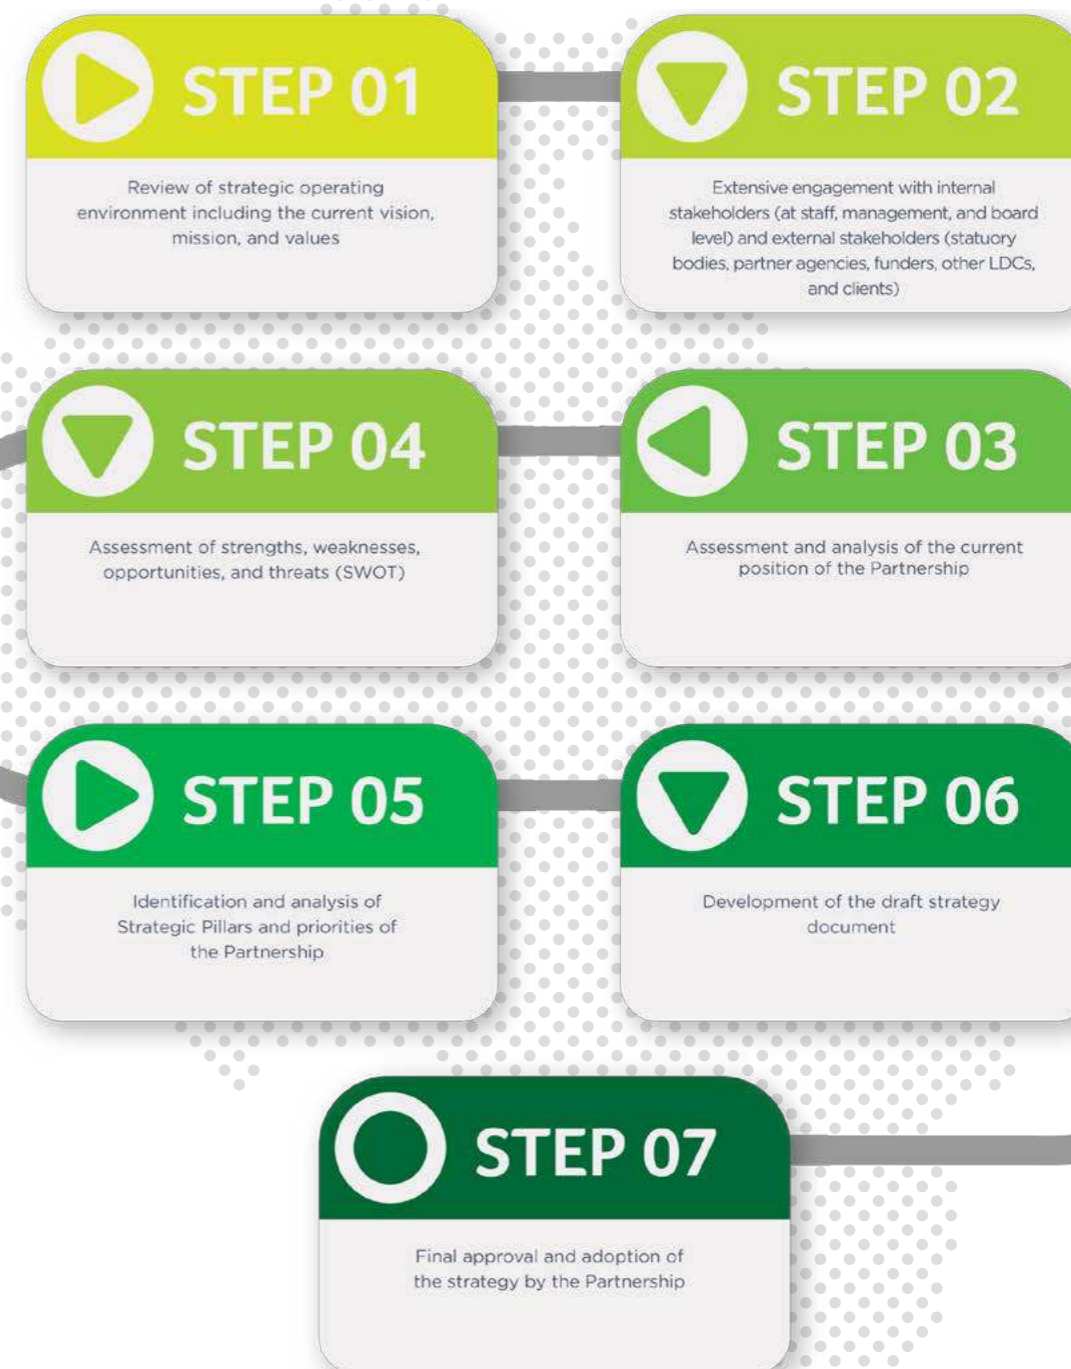 STEP 01
Review of strategic operating
environment including the current vision,
mission, and values
STEP 02
Extensive engagement with internal
stakeholders (at staff, management, and board
level) and external stakeholders (statuory
bodies, partner agencies, funders, other LDCs,
and clients)
STEP 03
Assessment and analysis of the current
position of the Partnership
STEP 04
Assessment of strengths, weaknesses,
opportunities, and threats (SWOT)
STEP 05
Identification and analysis of
Strategic Pillars and priorities of
the Partnership
STEP 06
Development of the draft strategy
document
STEP 07
Final approval and adoption of
the strategy by the Partnership